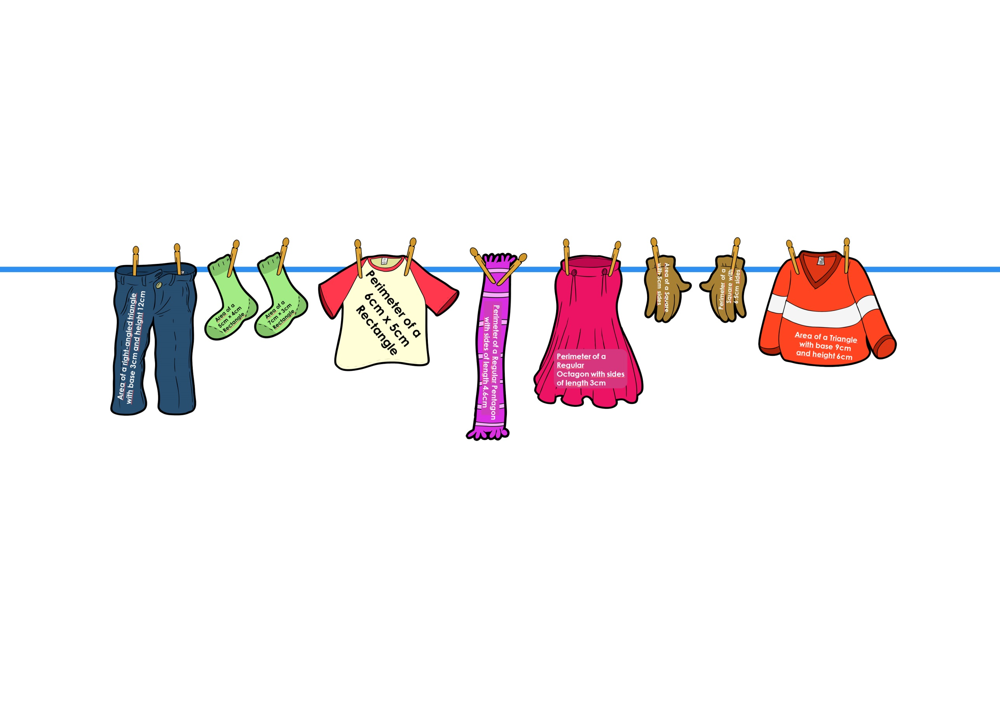 Area of a right-angled triangle
with base 3cm and height 12cm
Area of a
5cm × 4cm
Rectangle
Area of a
7cm × 3cm
Rectangle
Perimeter of a
6cm x 5cm
Rectangle
Perimeter of a Regular Pentagon
with sides of length 4.6cm
Perimeter of a
Regular
Octagon with sides
of length 3cm
Area of a Square
with 5cm sides
Perimeter of a
Square with
6.5cm sides
Area of a Triangle
with base 9cm
and height 6cm